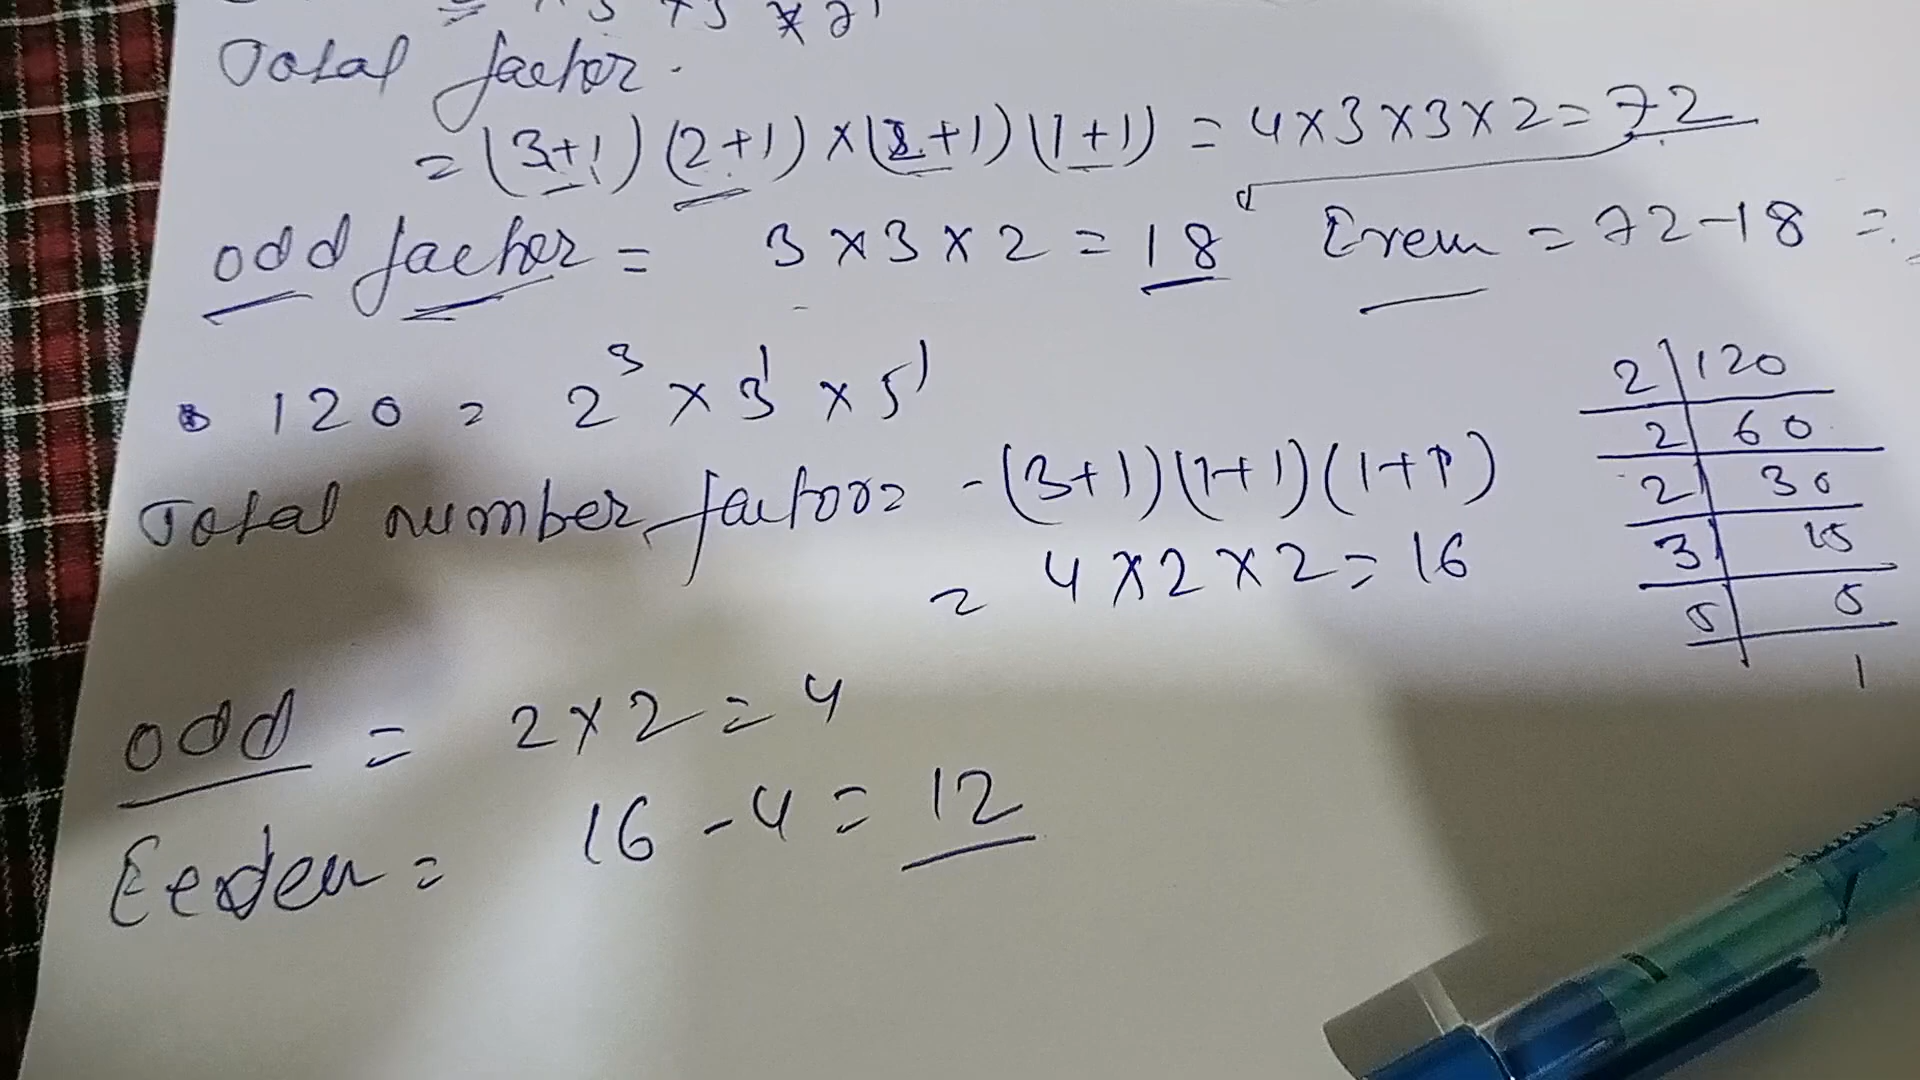 Total factor.
= (3+1) (2+1) × (2+1) (1+1) = 4×3×3×2 = 72
odd factor = 3 × 3 × 2 = 18 Even = 72-18 =
120 = 2³ × 3¹ × 5¹
Total number factor = -(3+1)(1+1)(1+1)
= 4 × 2 × 2 = 16
odd = 2×2 = 4
= 16 - 4 = 12
2 | 120
2 | 60
2 | 30
3 | 15
5 | 5
1